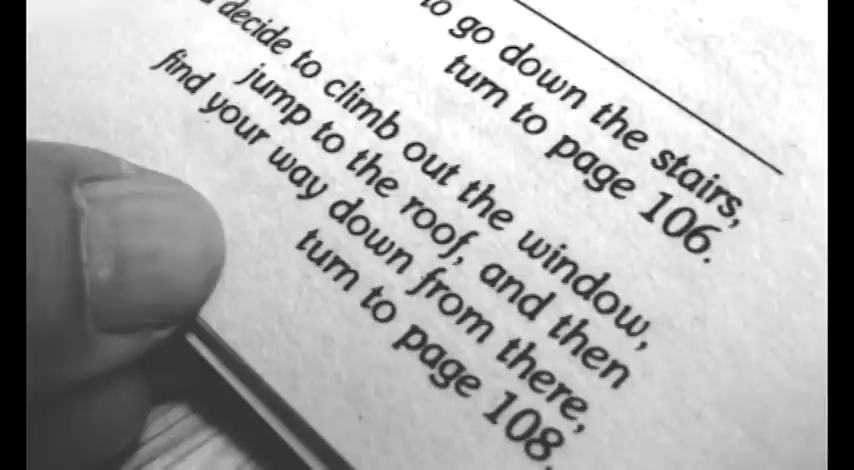 to go down the stairs,
turn to page 106.
decide to climb out the window,
jump to the roof, and then
find your way down from there,
turn to page 108.